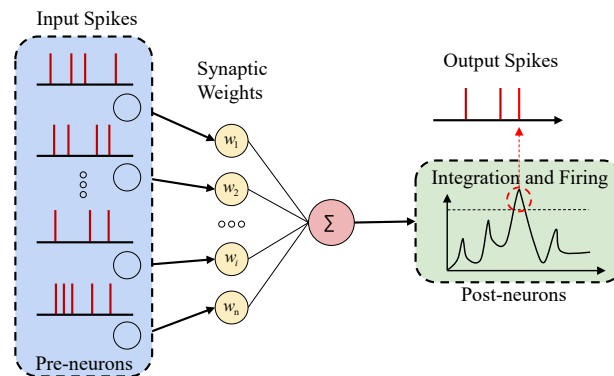 Input Spikes
Synaptic
Weights
Output Spikes
w1
w2
wi
wn
Σ
Integration and Firing
Pre-neurons
Post-neurons